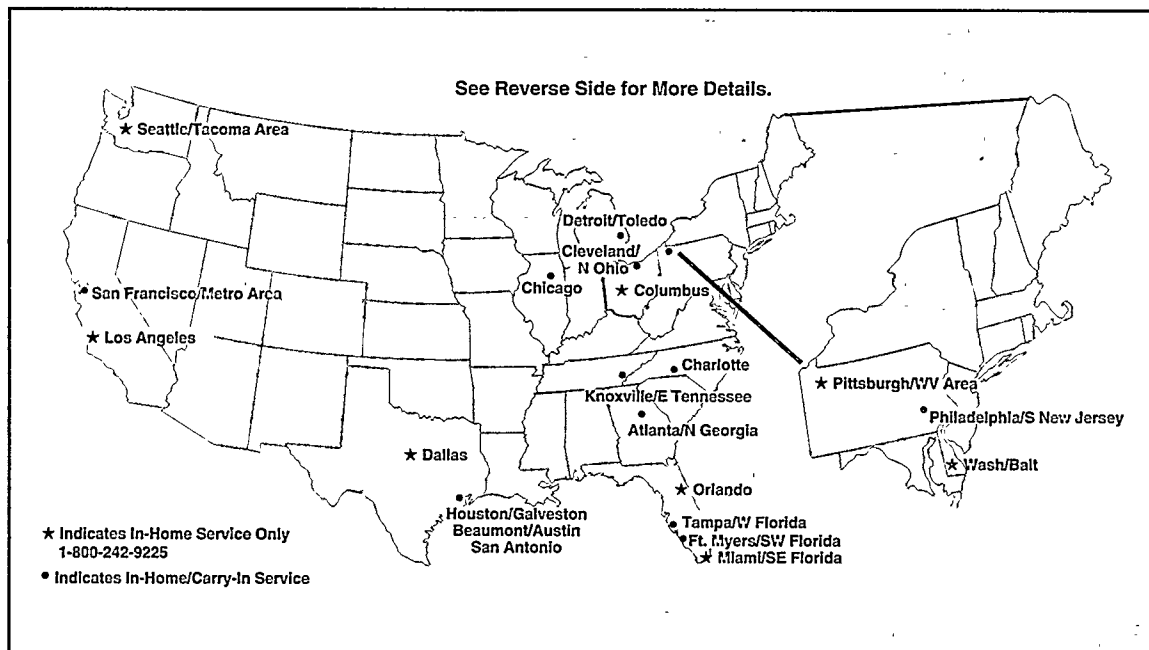 See Reverse Side for More Details.
Seattle/Tacoma Area
Detroit/Toledo
Cleveland/
N Ohio
Chicago
Columbus
San Francisco/Metro Area
Los Angeles
Charlotte
Pittsburgh/WV Area
Knoxville/E Tennessee
Philadelphia/S New Jersey
Atlanta/N Georgia
Dallas
Wash/Balt
Orlando
Houston/Galveston
Beaumont/Austin
San Antonio
Tampa/W Florida
Ft. Myers/SW Florida
Miami/SE Florida
★ Indicates In-Home Service Only
1-800-242-9225
• Indicates In-Home/Carry-In Service